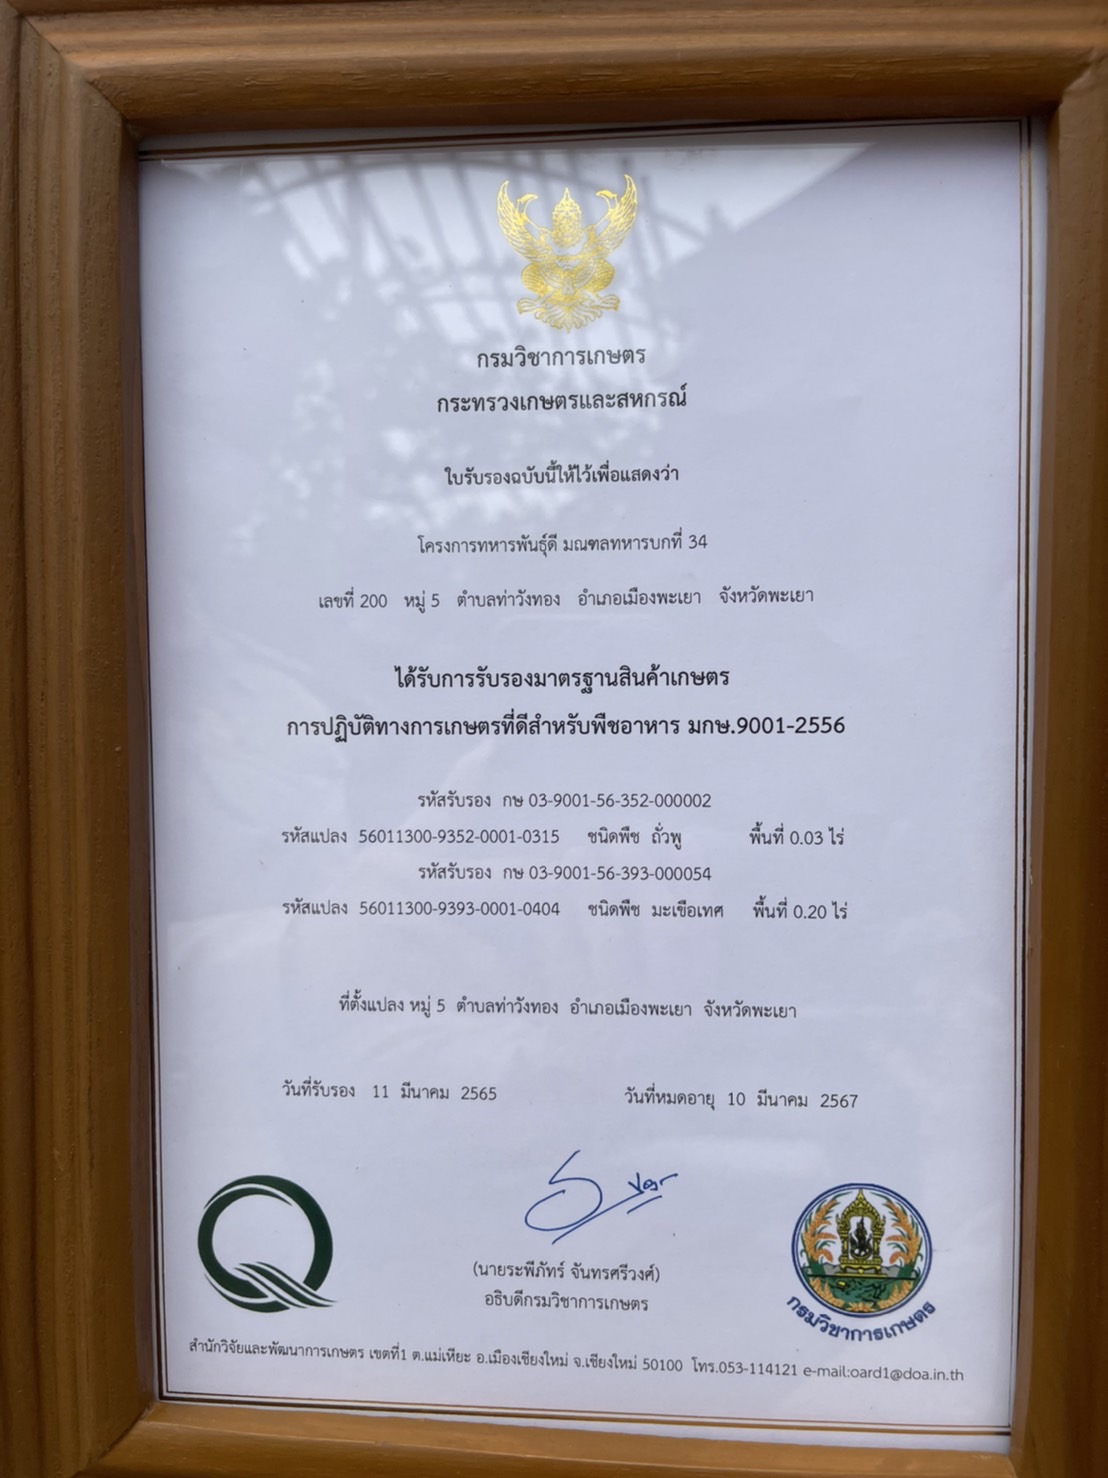 กรมวิชาการเกษตร
กระทรวงเกษตรและสหกรณ์
ใบรับรองฉบับนี้ให้ไว้เพื่อแสดงว่า
โครงการทหารพันธุ์ดี มณฑลทหารบกที่ 34
เลขที่ 200 หมู่ 5 ตำบลท่าวังทอง อำเภอเมืองพะเยา จังหวัดพะเยา
ได้รับการรับรองมาตรฐานสินค้าเกษตร
การปฏิบัติทางการเกษตรที่ดีสำหรับพืชอาหาร มกษ.9001-2556
รหัสรับรอง กษ 03-9001-56-352-000002
รหัสแปลง 56011300-9352-0001-0315 ชนิดพืช ถั่วพู พื้นที่ 0.03 ไร่
รหัสรับรอง กษ 03-9001-56-393-000054
รหัสแปลง 56011300-9393-0001-0404 ชนิดพืช มะเขือเทศ พื้นที่ 0.20 ไร่
ที่ตั้งแปลง หมู่ 5 ตำบลท่าวังทอง อำเภอเมืองพะเยา จังหวัดพะเยา
วันที่รับรอง 11 มีนาคม 2565 วันที่หมดอายุ 10 มีนาคม 2567
(นายระพีภัทร์ จันทรศรีวงศ์)
อธิบดีกรมวิชาการเกษตร
กรมวิชาการเกษตร
สำนักวิจัยและพัฒนาการเกษตร เขตที่1 ต.แม่เหียะ อ.เมืองเชียงใหม่ จ.เชียงใหม่ 50100 โทร.053-114121 e-mail:oard1@doa.in.th